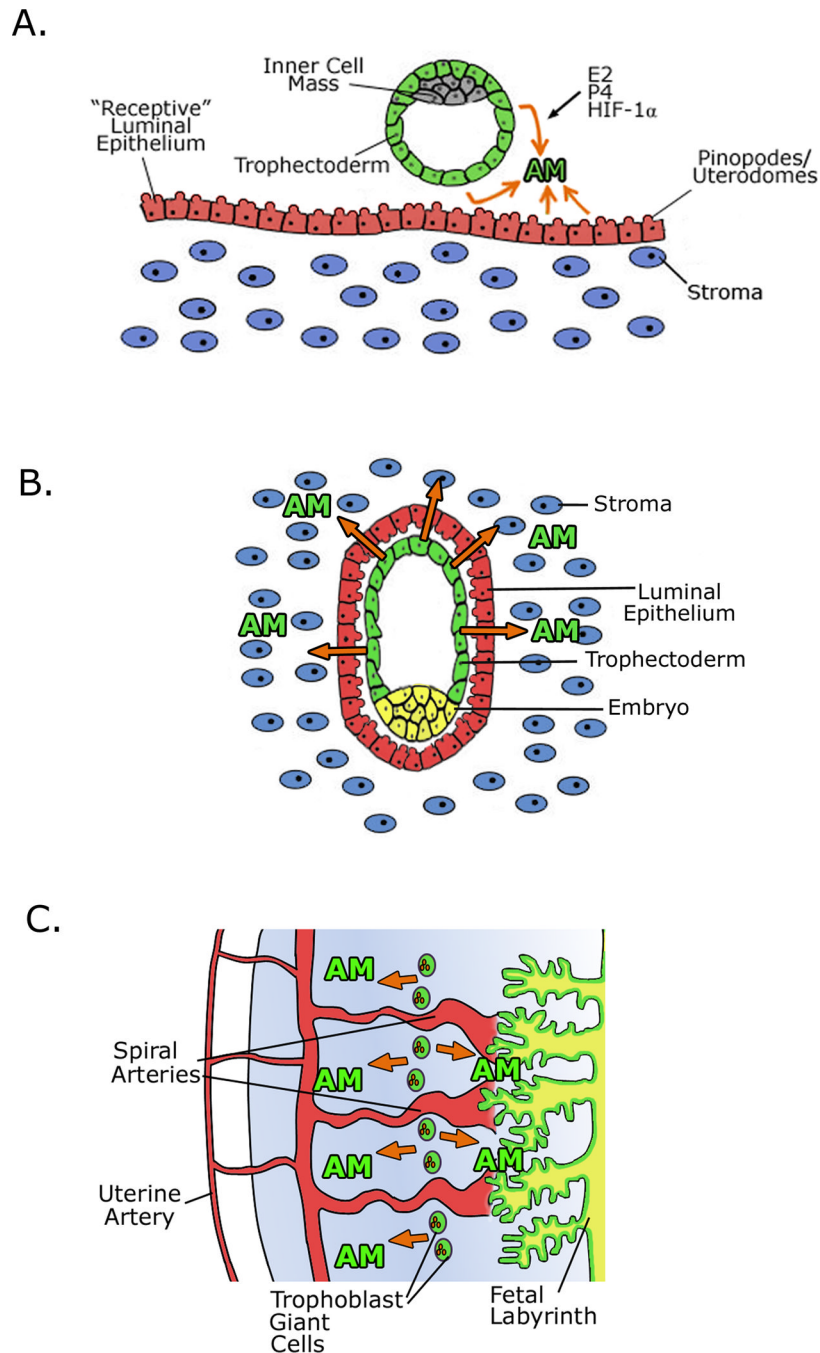 A.
Inner Cell
Mass
E2
P4
HIF-1α
"Receptive"
Luminal
Epithelium
Trophectoderm
AM
Pinopodes/
Uterodomes
Stroma
B.
AM
Stroma
AM
Luminal
Epithelium
AM
AM
Trophectoderm
Embryo
C.
AM
Spiral
Arteries
AM
AM
AM
AM
Uterine
Artery
AM
Trophoblast
Giant
Cells
Fetal
Labyrinth